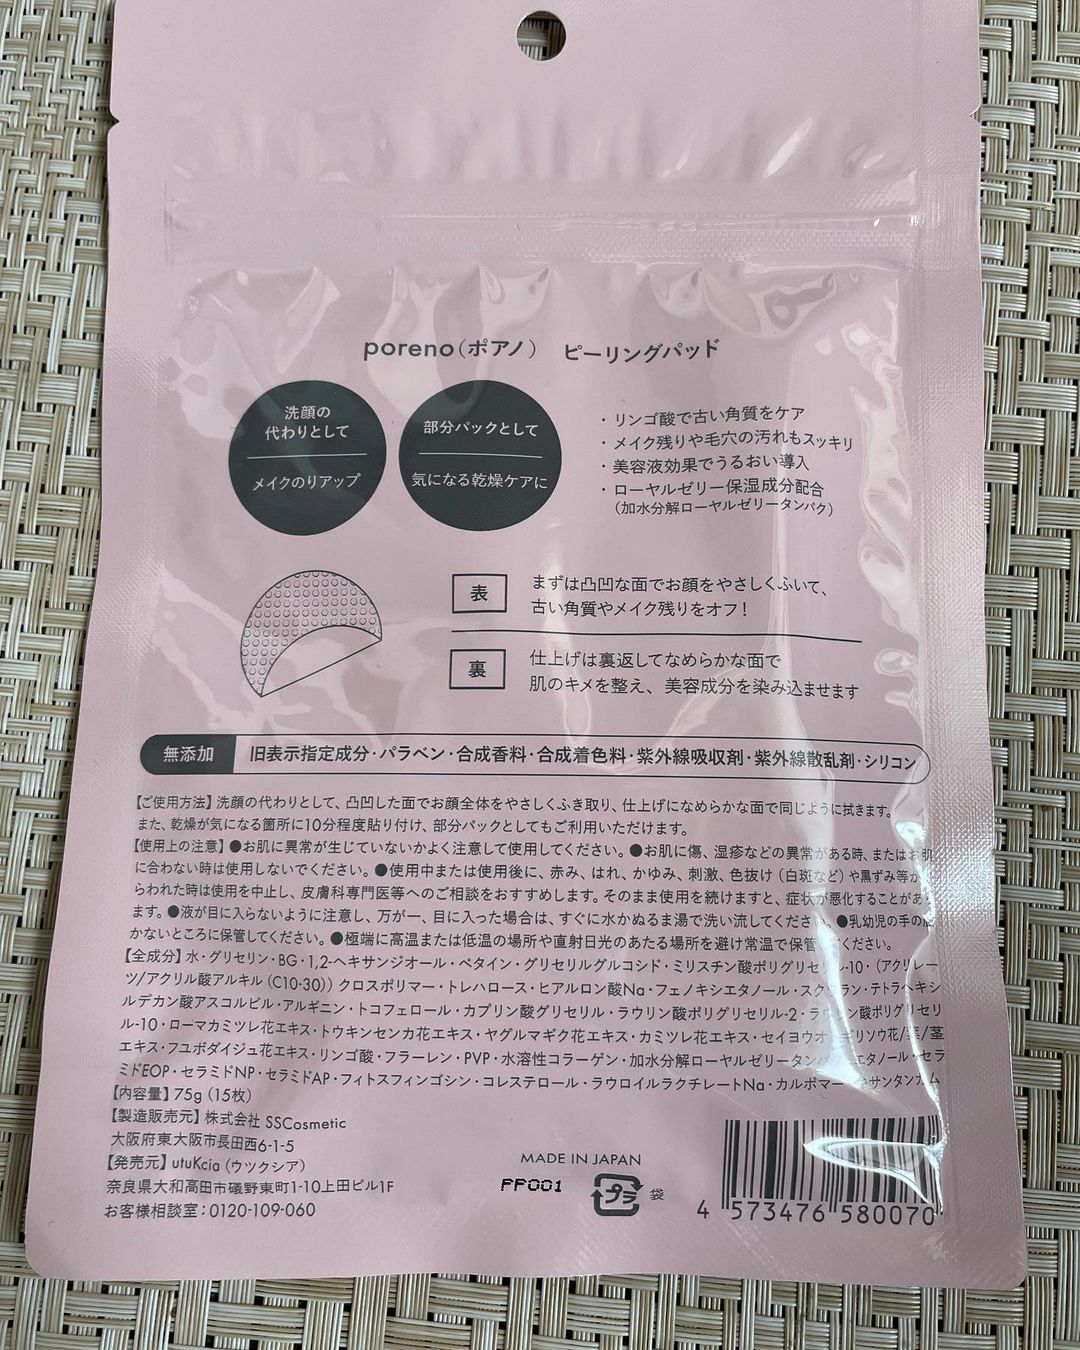 poreno(ポアノ) ピーリングパッド
洗顔の
代わりとして
メイクのりアップ
部分パックとして
気になる乾燥ケアに
・リンゴ酸で古い角質をケア
・メイク残りや毛穴の汚れもスッキリ
・美容液効果でうるおい導入
・ローヤルゼリー保湿成分配合
(加水分解ローヤルゼリータンパク)
表
まずは凸凹な面でお顔をやさしくふいて、
古い角質やメイク残りをオフ!
裏
仕上げは裏返してなめらかな面で
肌のキメを整え、美容成分を染み込ませます
無添加 旧表示指定成分・パラベン・合成香料・合成着色料・紫外線吸収剤・紫外線散乱剤・シリコン
【ご使用方法】洗顔の代わりとして、凸凹した面でお顔全体をやさしくふき取り、仕上げになめらかな面で同じように拭きます。
また、乾燥が気になる箇所に10分程度貼り付け、部分パックとしてもご利用いただけます。
【使用上の注意】●お肌に異常が生じていないかよく注意して使用してください。●お肌に傷、湿疹などの異常がある時、またはお肌
に合わない時は使用しないでください。●使用中または使用後に、赤み、はれ、かゆみ、刺激、色抜け(白斑など)や黒ずみ等が
らわれた時は使用を中止し、皮膚科専門医等へのご相談をおすすめします。そのまま使用を続けますと、症状が悪化することがあ
ます。●液が目に入らないように注意し、万が一、目に入った場合は、すぐに水かぬるま湯で洗い流してください。●乳幼児の手の届
かないところに保管してください。●極端に高温または低温の場所や直射日光のあたる場所を避け常温で保管 ください。
【全成分】水・グリセリン・BG・1,2-ヘキサンジオール・ベタイン・グリセリルグルコシド・ミリスチン酸ポリグリセリル-10・(アクリレー
ツ/アクリル酸アルキル(C10-30))クロスポリマー・トレハロース・ヒアルロン酸Na・フェノキシエタノール・スクワラン・テトラヘキシ
ルデカン酸アスコルビル・アルギニン・トコフェロール・カプリン酸グリセリル・ラウリン酸ポリグリセリル-2・ラウリン酸ポリグリセリ
ル-10・ローマカミツレ花エキス・トウキンセンカ花エキス・ヤグルマギク花エキス・カミツレ花エキス・セイヨウオトギリソウ花/葉/茎
エキス・フユボダイジュ花エキス・リンゴ酸・フラーレン・PVP・水溶性コラーゲン・加水分解ローヤルゼリータンパク・エタノール・セラ
ミドEOP・セラミドNP・セラミドAP・フィトスフィンゴシン・コレステロール・ラウロイルラクチレートNa・カルボマー・キサンタンガム
【内容量】75g(15枚)
【製造販売元】株式会社 SSCosmetic
大阪府東大阪市長田西6-1-5
【発売元】utuKcia(ウツクシア)
奈良県大和高田市礒野東町1-10上田ビル1F
お客様相談室:0120-109-060
MADE IN JAPAN
PP001
プラ
袋
4 573476 580070